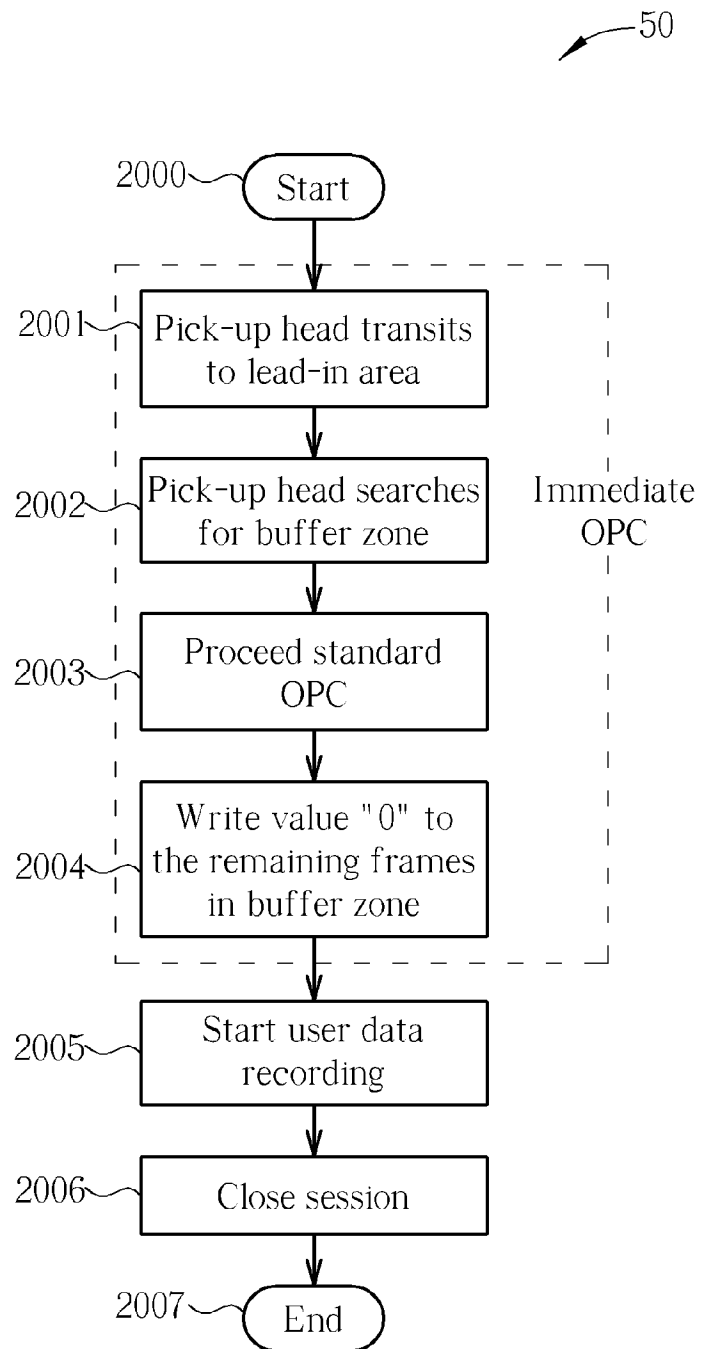 50
2000
Start
2001
Pick-up head transits
to lead-in area
2002
Pick-up head searches
for buffer zone
Immediate
OPC
2003
Proceed standard
OPC
2004
Write value "0" to
the remaining frames
in buffer zone
2005
Start user data
recording
2006
Close session
2007
End